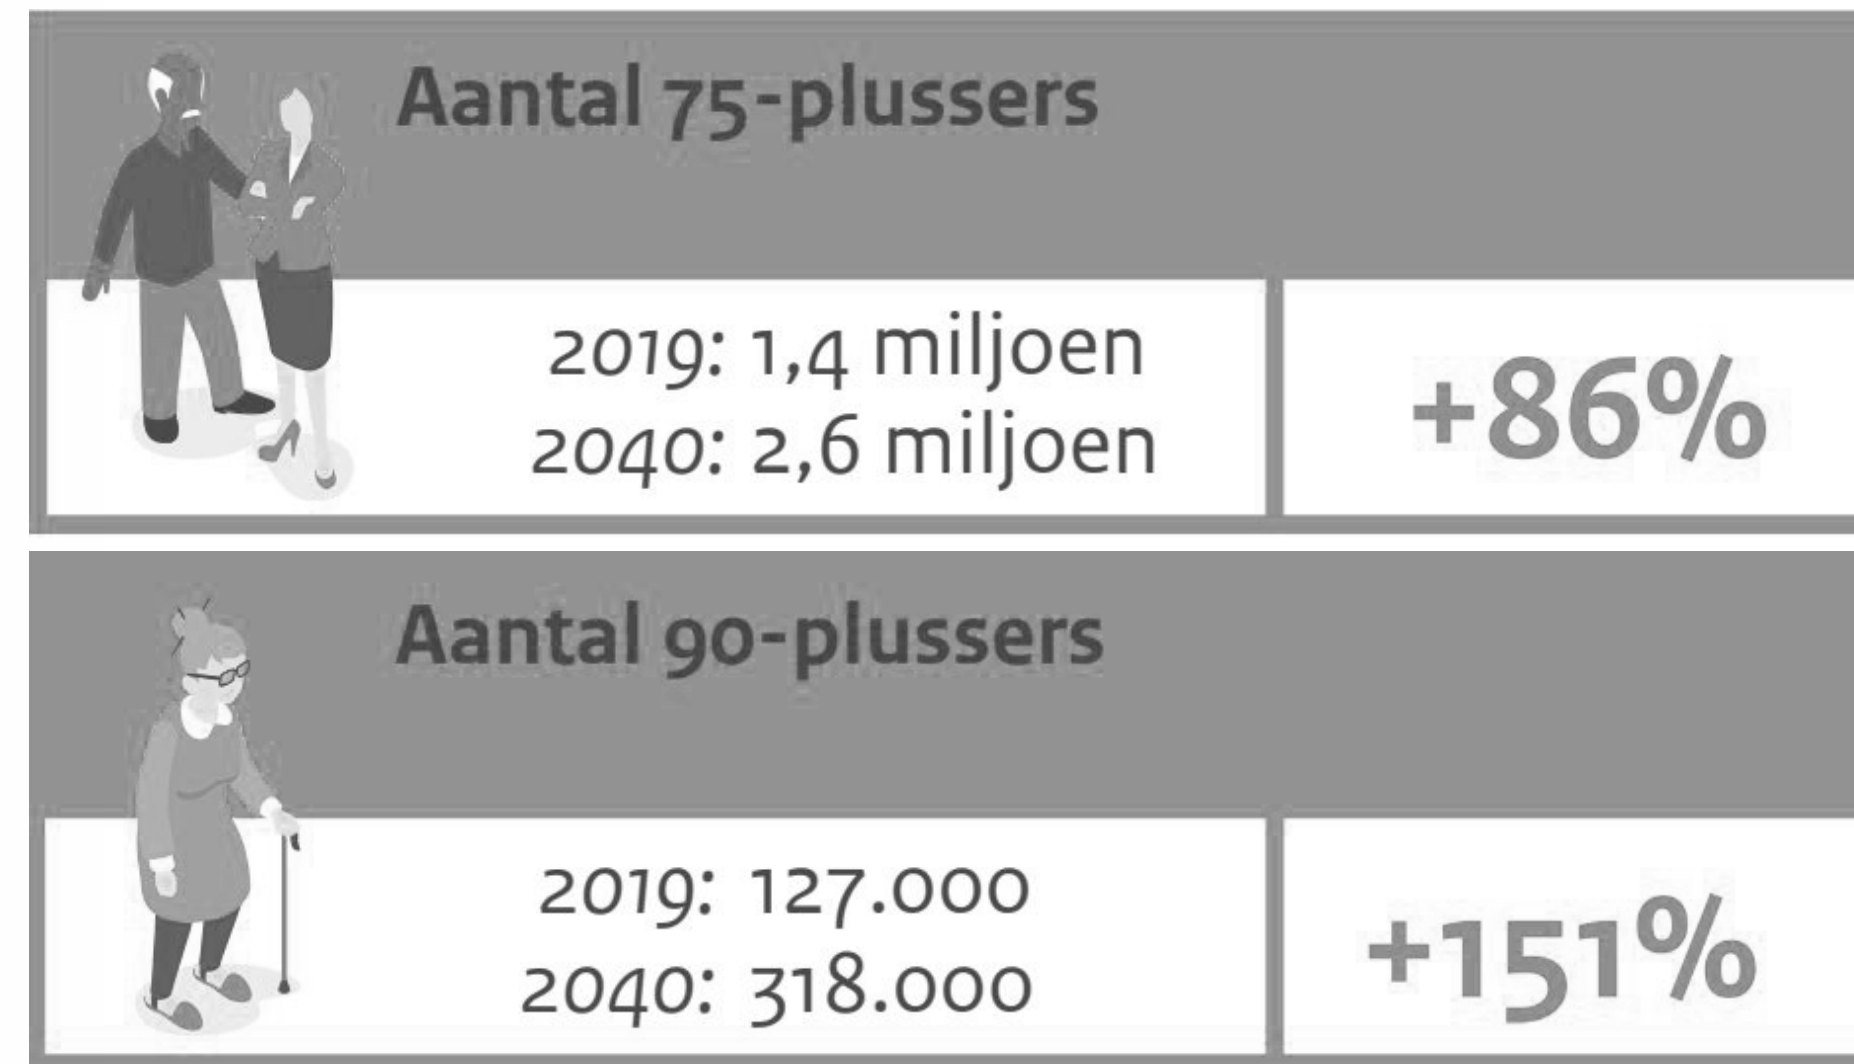 Aantal 75-plussers
2019: 1,4 miljoen
2040: 2,6 miljoen
+86%
Aantal 90-plussers
2019: 127.000
2040: 318.000
+151%